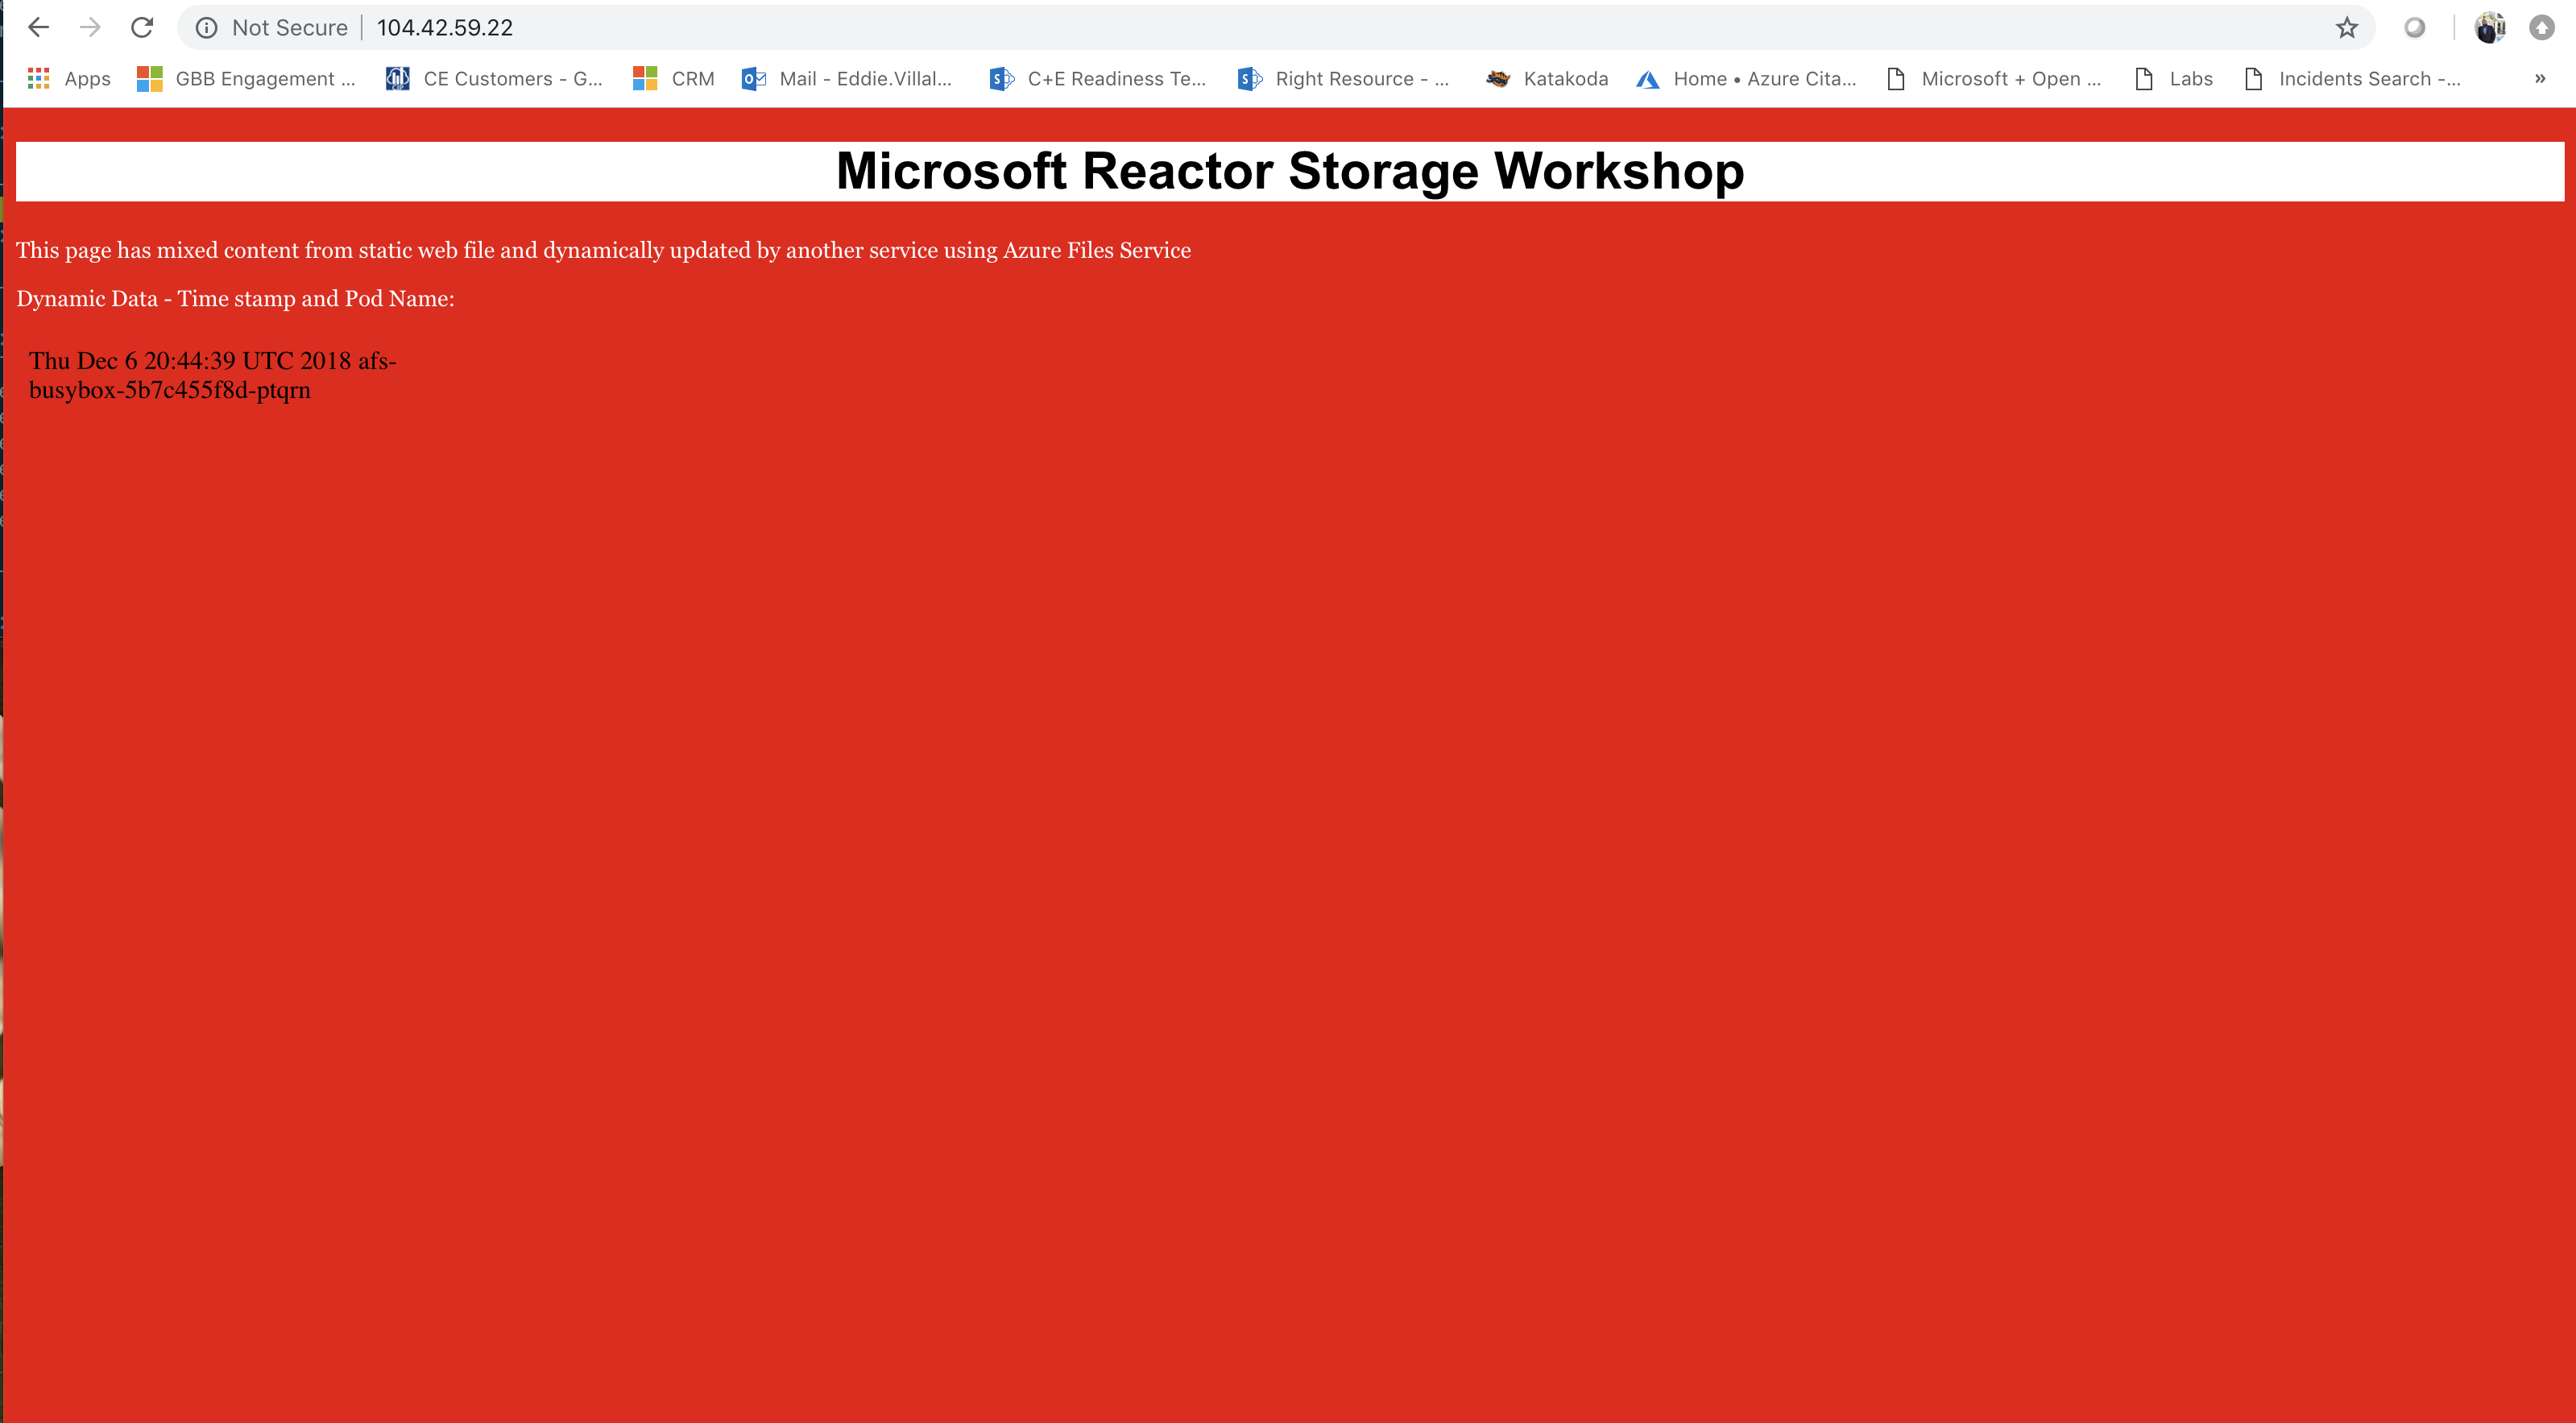 Not Secure 104.42.59.22
Apps GBB Engagement ... CE Customers - G... CRM Mail - Eddie.Villal... C+E Readiness Te... Right Resource - ... Katakoda Home • Azure Cita... Microsoft + Open ... Labs Incidents Search -... »
Microsoft Reactor Storage Workshop
This page has mixed content from static web file and dynamically updated by another service using Azure Files Service
Dynamic Data - Time stamp and Pod Name:
Thu Dec 6 20:44:39 UTC 2018 afs-
busybox-5b7c455f8d-ptqrn